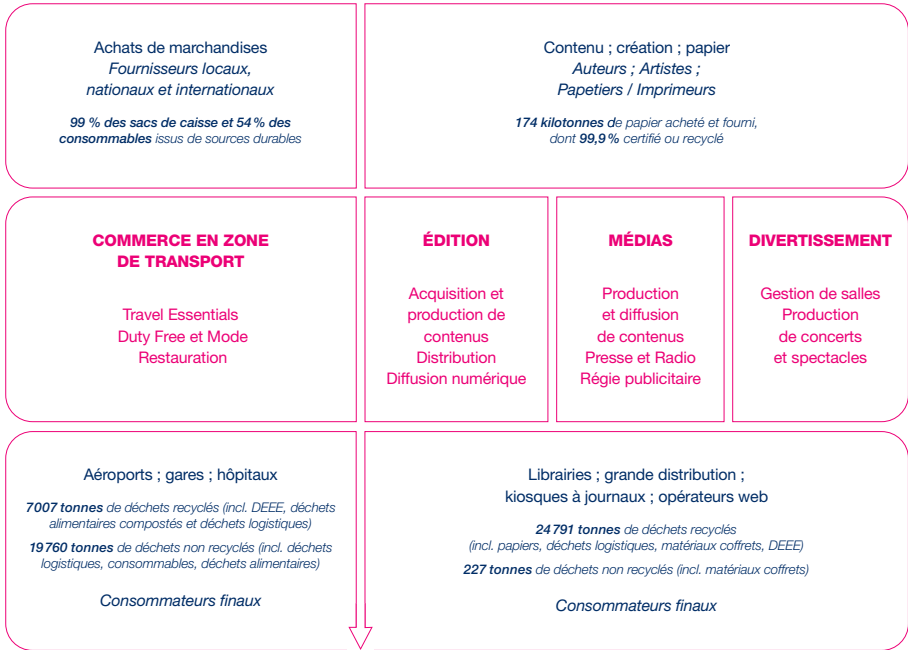 Achats de marchandises
Fournisseurs locaux,
nationaux et internationaux
99 % des sacs de caisse et 54 % des
consommables issus de sources durables
Contenu ; création ; papier
Auteurs ; Artistes ;
Papetiers / Imprimeurs
174 kilotonnes de papier acheté et fourni,
dont 99,9 % certifié ou recyclé
COMMERCE EN ZONE
DE TRANSPORT
Travel Essentials
Duty Free et Mode
Restauration
ÉDITION
Acquisition et
production de
contenus
Distribution
Diffusion numérique
MÉDIAS
Production
et diffusion
de contenus
Presse et Radio
Régie publicitaire
DIVERTISSEMENT
Gestion de salles
Production
de concerts
et spectacles
Aéroports ; gares ; hôpitaux
7 007 tonnes de déchets recyclés (incl. DEEE, déchets
alimentaires compostés et déchets logistiques)
19 760 tonnes de déchets non recyclés (incl. déchets
logistiques, consommables, déchets alimentaires)
Consommateurs finaux
Librairies ; grande distribution ;
kiosques à journaux ; opérateurs web
24 791 tonnes de déchets recyclés
(incl. papiers, déchets logistiques, matériaux coffrets, DEEE)
227 tonnes de déchets non recyclés (incl. matériaux coffrets)
Consommateurs finaux